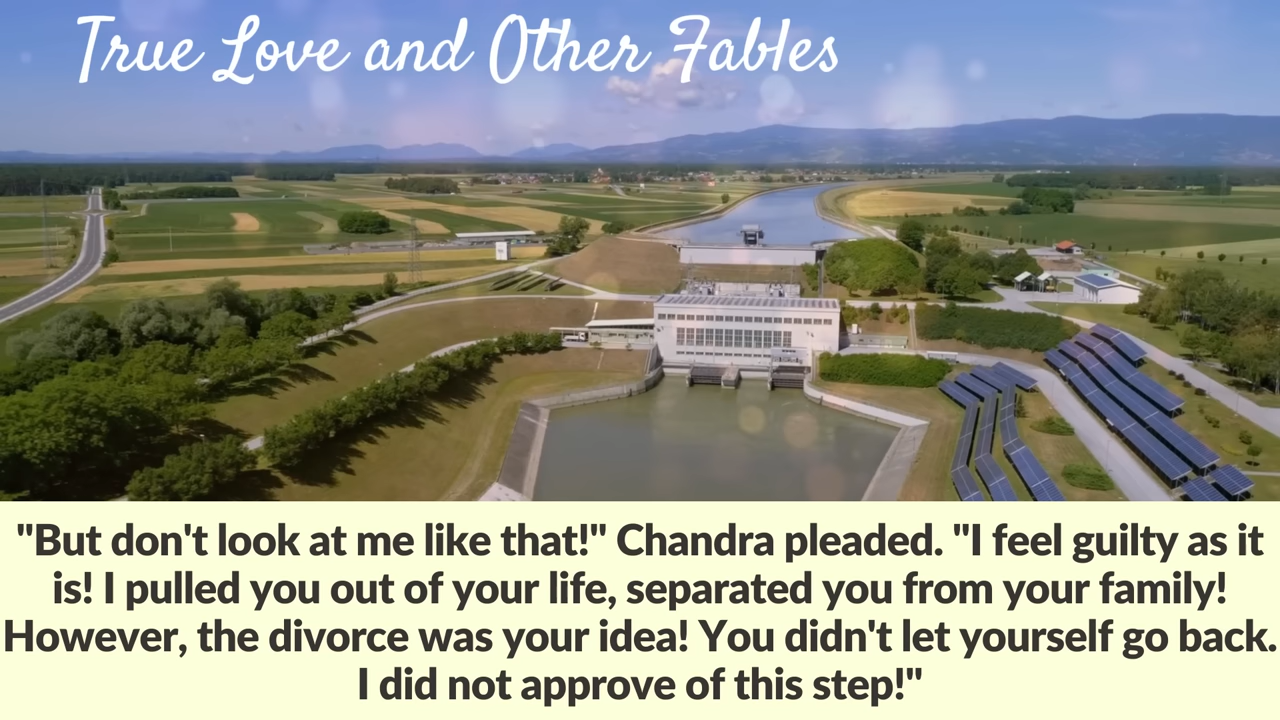 True Love and Other Fables
"But don't look at me like that!" Chandra pleaded. "I feel guilty as it
is! I pulled you out of your life, separated you from your family!
However, the divorce was your idea! You didn't let yourself go back.
I did not approve of this step!"